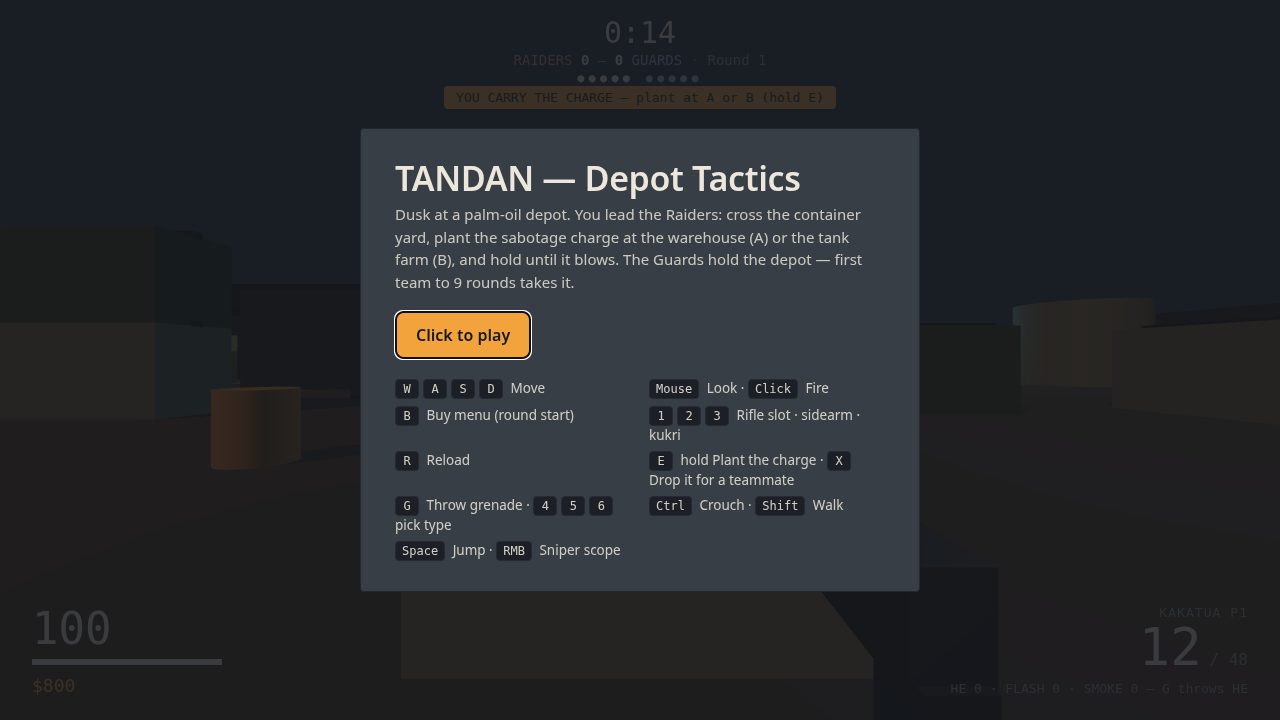 0:14
RAIDERS 0 — 0 GUARDS · Round 1
YOU CARRY THE CHARGE — plant at A or B (hold E)
TANDAN — Depot Tactics
Dusk at a palm-oil depot. You lead the Raiders: cross the container
yard, plant the sabotage charge at the warehouse (A) or the tank
farm (B), and hold until it blows. The Guards hold the depot — first
team to 9 rounds takes it.
Click to play
W A S D Move
Mouse Look · Click Fire
B Buy menu (round start)
1 2 3 Rifle slot · sidearm ·
kukri
R Reload
E hold Plant the charge · X
Drop it for a teammate
G Throw grenade · 4 5 6
pick type
Ctrl Crouch · Shift Walk
Space Jump · RMB Sniper scope
100
$800
KAKATUA P1
12 / 48
HE 0 · FLASH 0 · SMOKE 0 — G throws HE